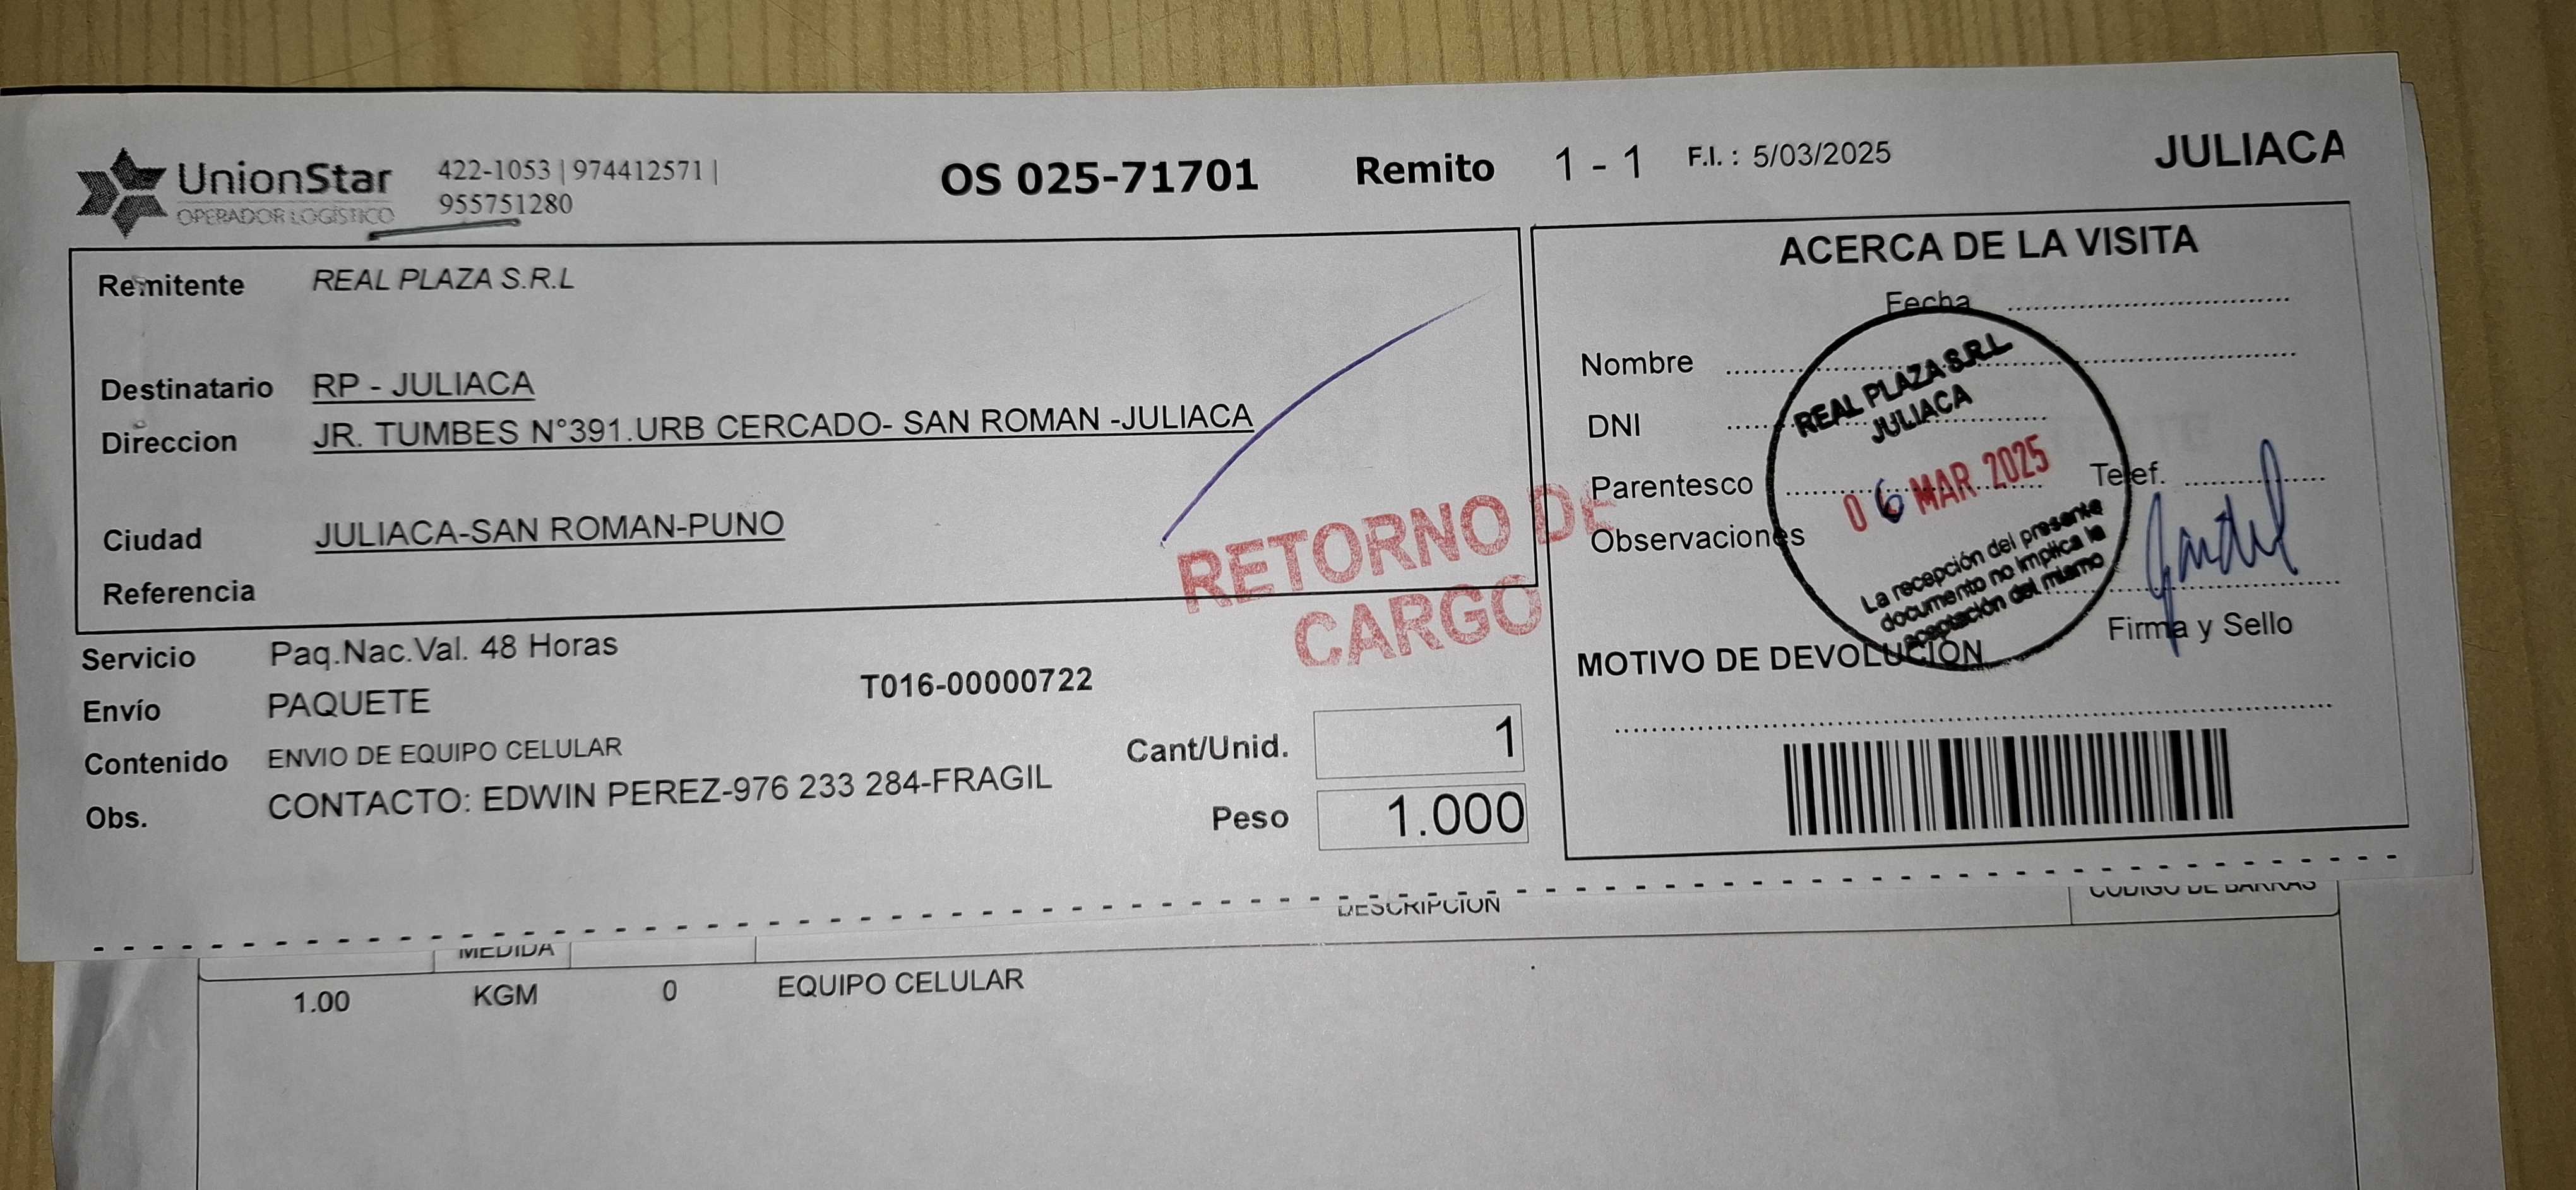 UnionStar
OPERADOR LOGÍSTICO
422-1053 | 974412571 |
955751280
OS 025-71701
Remito 1 - 1
F.I. : 5/03/2025
JULIACA
Remitente REAL PLAZA S.R.L
Destinatario RP - JULIACA
Direccion JR. TUMBES N°391.URB CERCADO- SAN ROMAN -JULIACA
Ciudad JULIACA-SAN ROMAN-PUNO
Referencia
RETORNO DE
CARGO
Servicio Paq.Nac.Val. 48 Horas
Envío PAQUETE
T016-00000722
Contenido ENVIO DE EQUIPO CELULAR
Obs. CONTACTO: EDWIN PEREZ-976 233 284-FRAGIL
Cant/Unid. 1
Peso 1.000
ACERCA DE LA VISITA
Fecha
Nombre
DNI
Parentesco
Telef.
Observaciones
REAL PLAZA S.R.L
JULIACA
06 MAR 2025
La recepción del presente
documento no implica la
aceptación del mismo
Firma y Sello
MOTIVO DE DEVOLUCION
DESCRIPCION
CODIGO DE BARRAS
MEDIDA
1.00 KGM 0 EQUIPO CELULAR